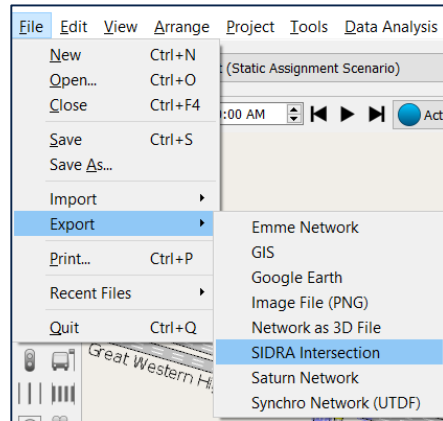 File Edit View Arrange Project Tools Data Analysis
New Ctrl+N
Open... Ctrl+O
Close Ctrl+F4
Save Ctrl+S
Save As...
Import
Export
Print... Ctrl+P
Recent Files
Quit Ctrl+Q
Emme Network
GIS
Google Earth
Image File (PNG)
Network as 3D File
SIDRA Intersection
Saturn Network
Synchro Network (UTDF)
(Static Assignment Scenario)
:00 AM
Act
Great Western Hi